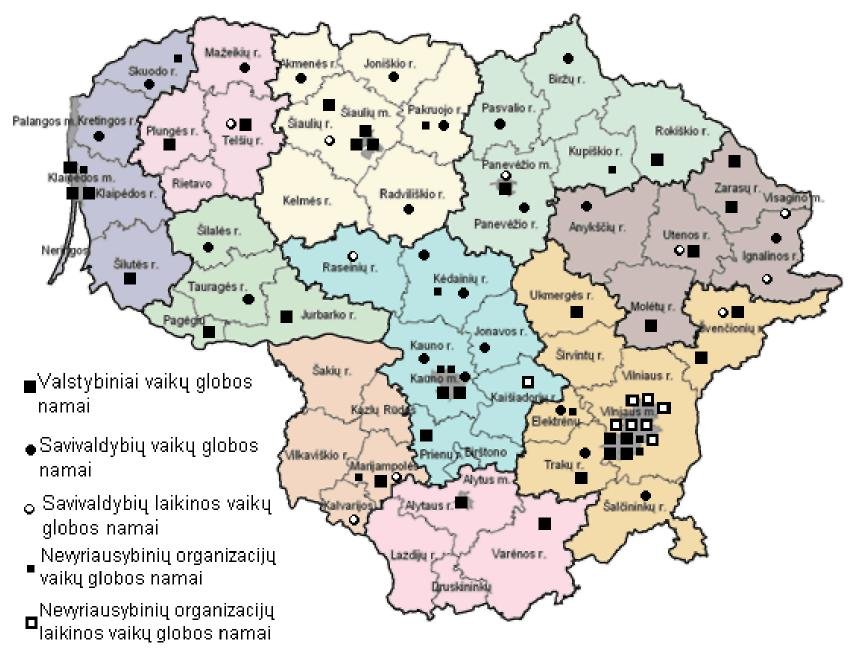 Mažeikių r.
Skuodo r.
Akmenės r.
Joniškio r.
Biržų r.
Palangos m.
Kretingos r.
Plungės r.
Telšių r.
Šiaulių r.
Šiaulių m.
Pakruojo r.
Pasvalio r.
Kupiškio r.
Rokiškio r.
Klaipėdos m.
Klaipėdos r.
Rietavo
Kelmės r.
Radviliškio r.
Panevėžio m.
Panevėžio r.
Zarasų r.
Visagino m.
Anykščių r.
Utenos r.
Ignalinos r.
Neringos
Šilutės r.
Šilalės r.
Raseinių r.
Kėdainių r.
Tauragės r.
Pagėgių
Jurbarko r.
Ukmergės r.
Molėtų r.
Švenčionių r.
Jonavos r.
Kauno r.
Kauno m.
Kaišiadorių r.
Širvintų r.
Vilniaus r.
Vilniaus m.
Elektrėnų
Šakių r.
Kazlų Rūdos
Vilkaviškio r.
Marijampolės
Kalvarijos
Prienų r.
Birštono
Trakų r.
Šalčininkų r.
Alytus m.
Alytaus r.
Lazdijų r.
Varėnos r.
Druskininkų
Valstybiniai vaikų globos
namai
Savivaldybių vaikų globos
namai
Savivaldybių laikinos vaikų
globos namai
Nevyriausybinių organizacijų
vaikų globos namai
Nevyriausybinių organizacijų
laikinos vaikų globos namai